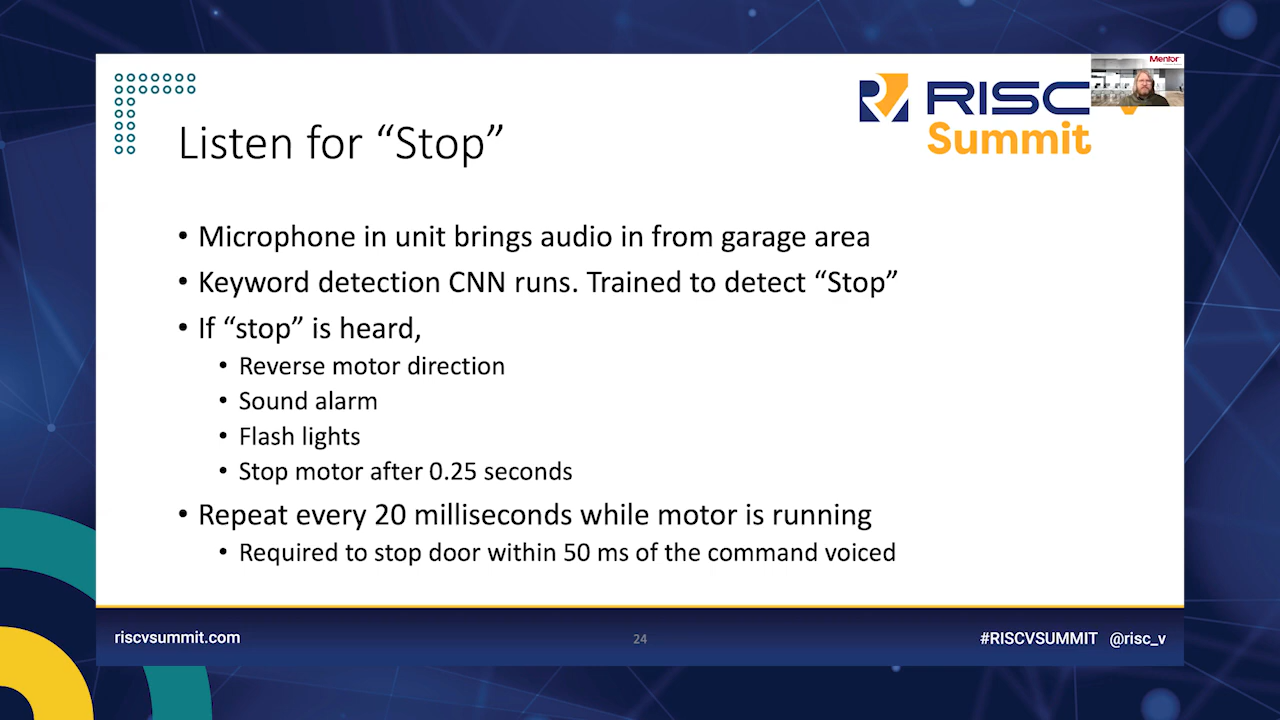 Mentor
RISC
Summit
Listen for “Stop”
• Microphone in unit brings audio in from garage area
• Keyword detection CNN runs. Trained to detect “Stop”
• If “stop” is heard,
• Reverse motor direction
• Sound alarm
• Flash lights
• Stop motor after 0.25 seconds
• Repeat every 20 milliseconds while motor is running
• Required to stop door within 50 ms of the command voiced
riscvsummit.com
24
#RISCVSUMMIT @risc_v